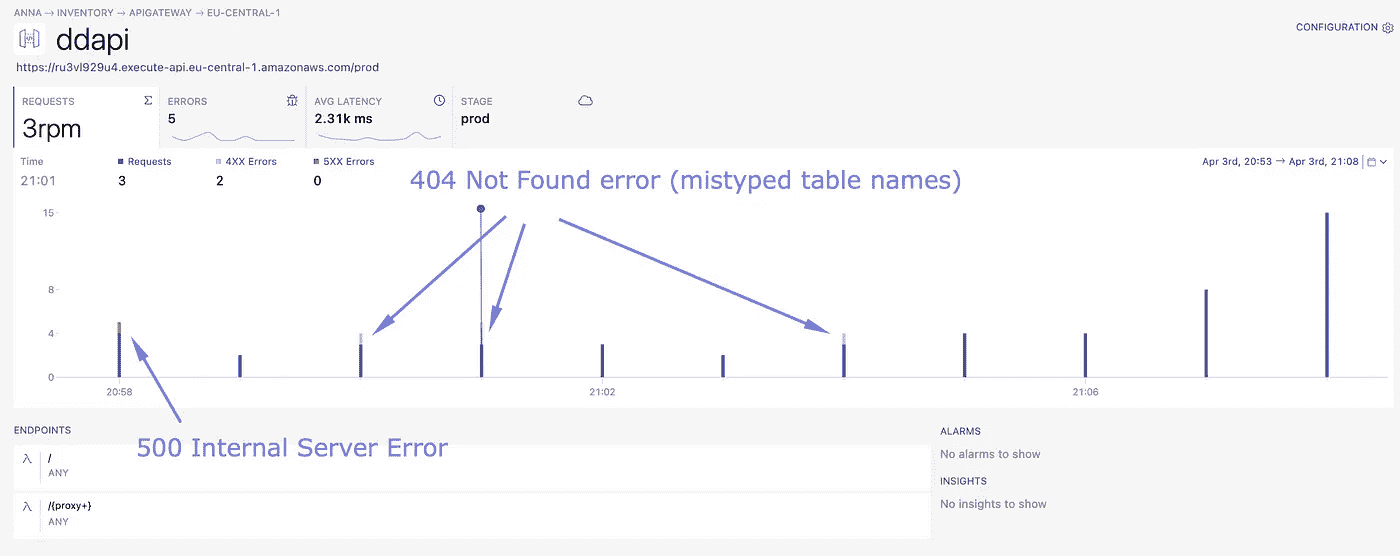 ANNA → INVENTORY → APIGATEWAY → EU-CENTRAL-1
ddapi
CONFIGURATION
https://ru3vl929u4.execute-api.eu-central-1.amazonaws.com/prod
REQUESTS Σ
3rpm
ERRORS
5
AVG LATENCY
2.31k ms
STAGE
prod
Time
21:01
Requests
3
4XX Errors
2
5XX Errors
0
Apr 3rd, 20:53 → Apr 3rd, 21:08
404 Not Found error (mistyped table names)
15
8
4
0
20:58
21:02
21:06
500 Internal Server Error
ENDPOINTS
λ /
ANY
λ /{proxy+}
ANY
ALARMS
No alarms to show
INSIGHTS
No insights to show